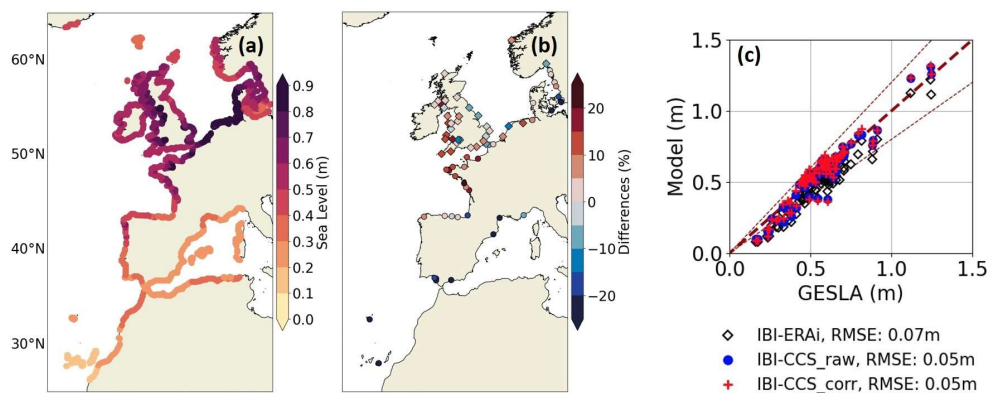 (a)
60°N
50°N
40°N
30°N
0.9
0.8
0.7
0.6
0.5
0.4
0.3
0.2
0.1
0.0
Sea Level (m)
(b)
20
10
0
−10
−20
Differences (%)
(c)
1.5
1.0
0.5
0.0
Model (m)
0.0 0.5 1.0 1.5
GESLA (m)
IBI-ERAi, RMSE: 0.07m
IBI-CCS_raw, RMSE: 0.05m
IBI-CCS_corr, RMSE: 0.05m